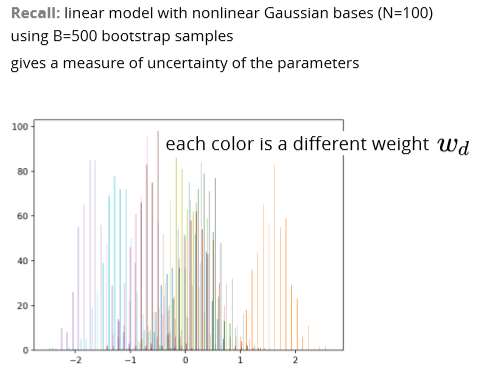 Recall: linear model with nonlinear Gaussian bases (N=100)
using B=500 bootstrap samples
gives a measure of uncertainty of the parameters
each color is a different weight w_d
100
80
60
40
20
0
−2 −1 0 1 2